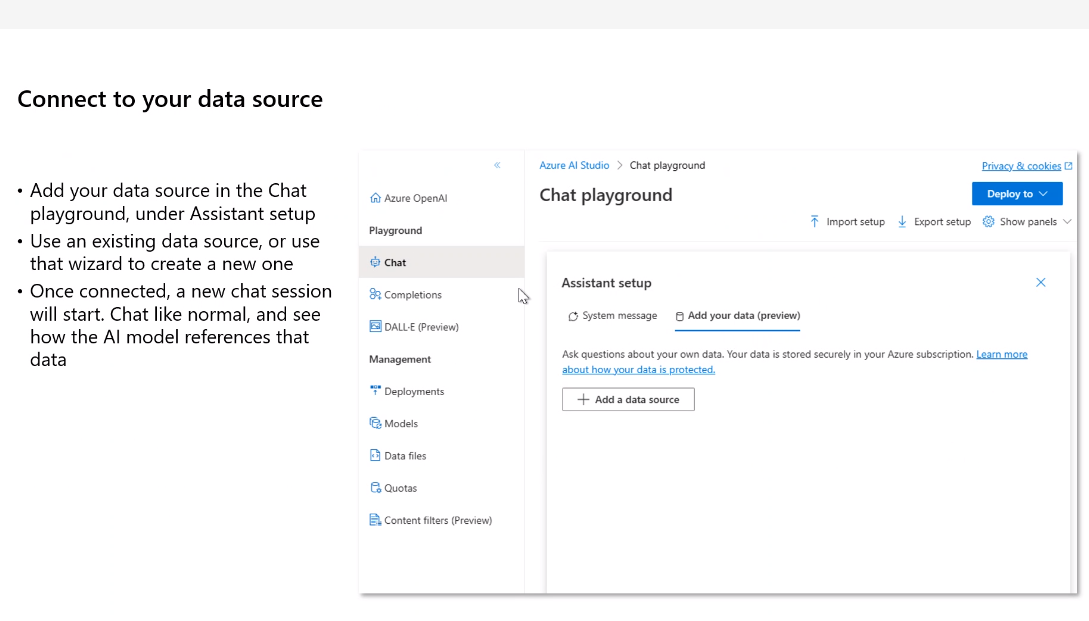 Connect to your data source
• Add your data source in the Chat
playground, under Assistant setup
• Use an existing data source, or use
that wizard to create a new one
• Once connected, a new chat session
will start. Chat like normal, and see
how the AI model references that
data
Azure OpenAI
Playground
Chat
Completions
DALL-E (Preview)
Management
Deployments
Models
Data files
Quotas
Content filters (Preview)
Azure AI Studio > Chat playground
Privacy & cookies
Chat playground
Deploy to
Import setup
Export setup
Show panels
Assistant setup
System message
Add your data (preview)
Ask questions about your own data. Your data is stored securely in your Azure subscription. Learn more
about how your data is protected.
+ Add a data source